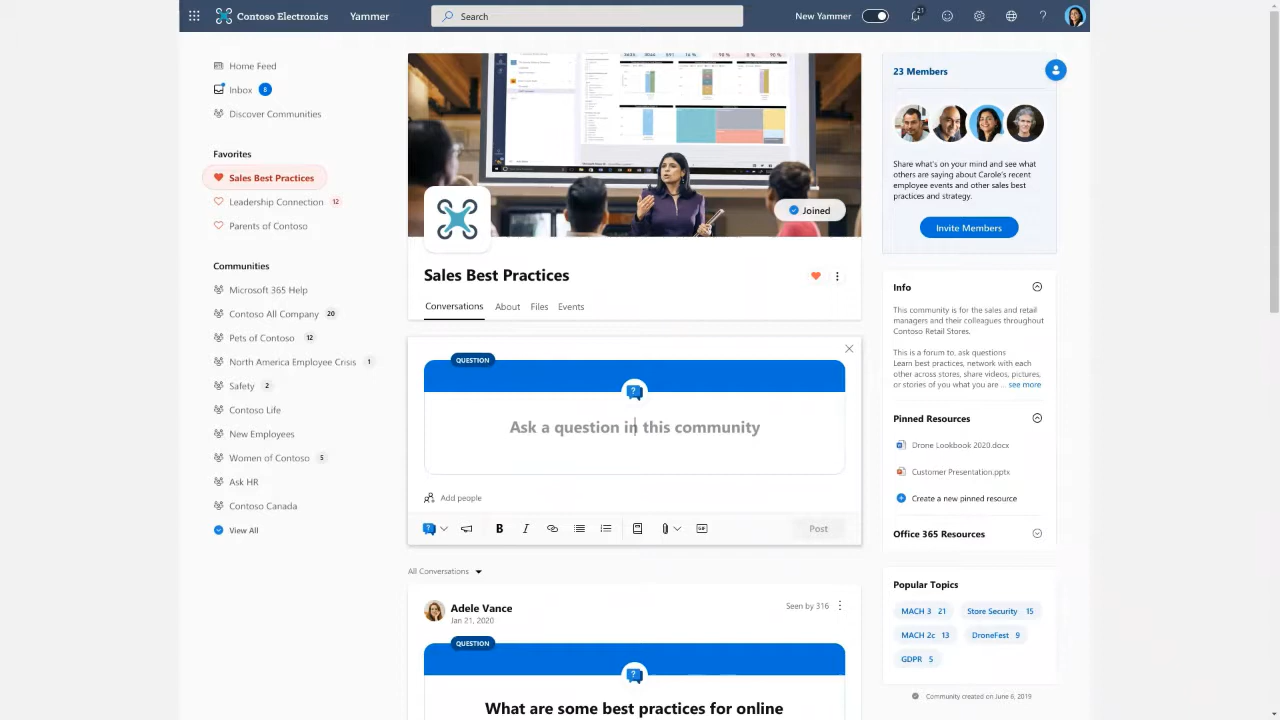 Contoso Electronics
Yammer
Search
New Yammer
21
Home Feed
Inbox 8
Discover Communities
Favorites
Sales Best Practices
Leadership Connection 12
Parents of Contoso
Communities
Microsoft 365 Help
Contoso All Company 20
Pets of Contoso 12
North America Employee Crisis 1
Safety 2
Contoso Life
New Employees
Women of Contoso 5
Ask HR
Contoso Canada
View All
Joined
Sales Best Practices
Conversations About Files Events
QUESTION
Ask a question in this community
Add people
B I GIF Post
All Conversations
Adele Vance
Jan 21, 2020
Seen by 316
QUESTION
What are some best practices for online
23 Members
Share what's on your mind and see what
others are saying about Carole's recent
employee events and other sales best
practices and strategy.
Invite Members
Info
This community is for the sales and retail
managers and their colleagues throughout
Contoso Retail Stores.
This is a forum to, ask questions
Learn best practices, network with each
other across stores, share videos, pictures,
or stories of you what you are ... see more
Pinned Resources
Drone Lookbook 2020.docx
Customer Presentation.pptx
Create a new pinned resource
Office 365 Resources
Popular Topics
MACH 3 21
Store Security 15
MACH 2c 13
DroneFest 9
GDPR 5
Community created on June 6, 2019